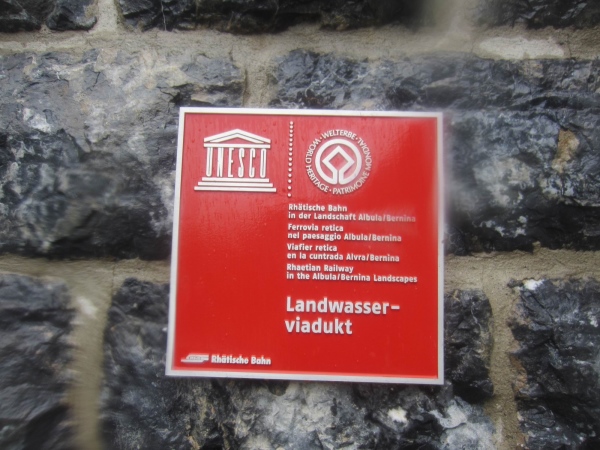 UNESCO
WELTERBE · WORLD HERITAGE · PATRIMOINE MONDIAL
Rhätische Bahn
in der Landschaft Albula/Bernina
Ferrovia retica
nel paesaggio Albula/Bernina
Viafier retica
en la cuntrada Alvra/Bernina
Rhaetian Railway
in the Albula/Bernina Landscapes
Landwasser-
viadukt
Rhätische Bahn